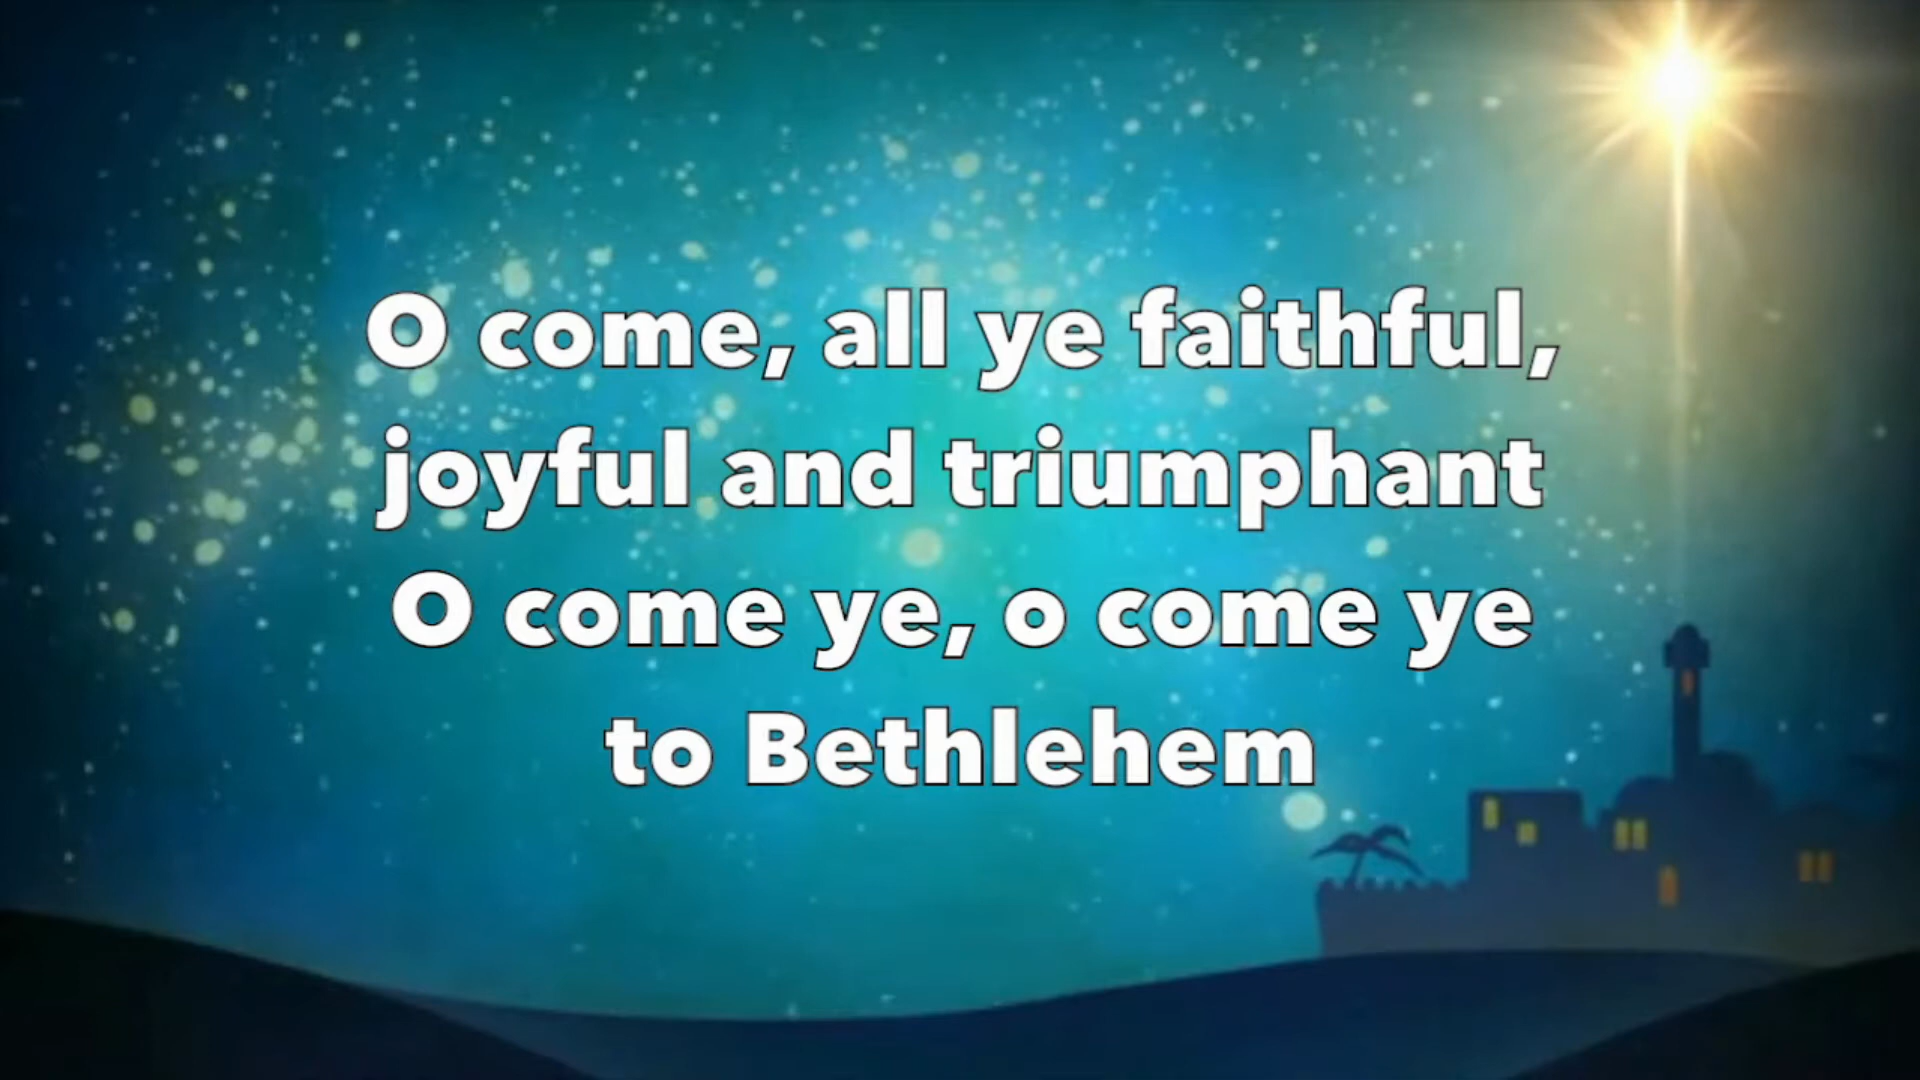 O come, all ye faithful,
joyful and triumphant
O come ye, o come ye
to Bethlehem